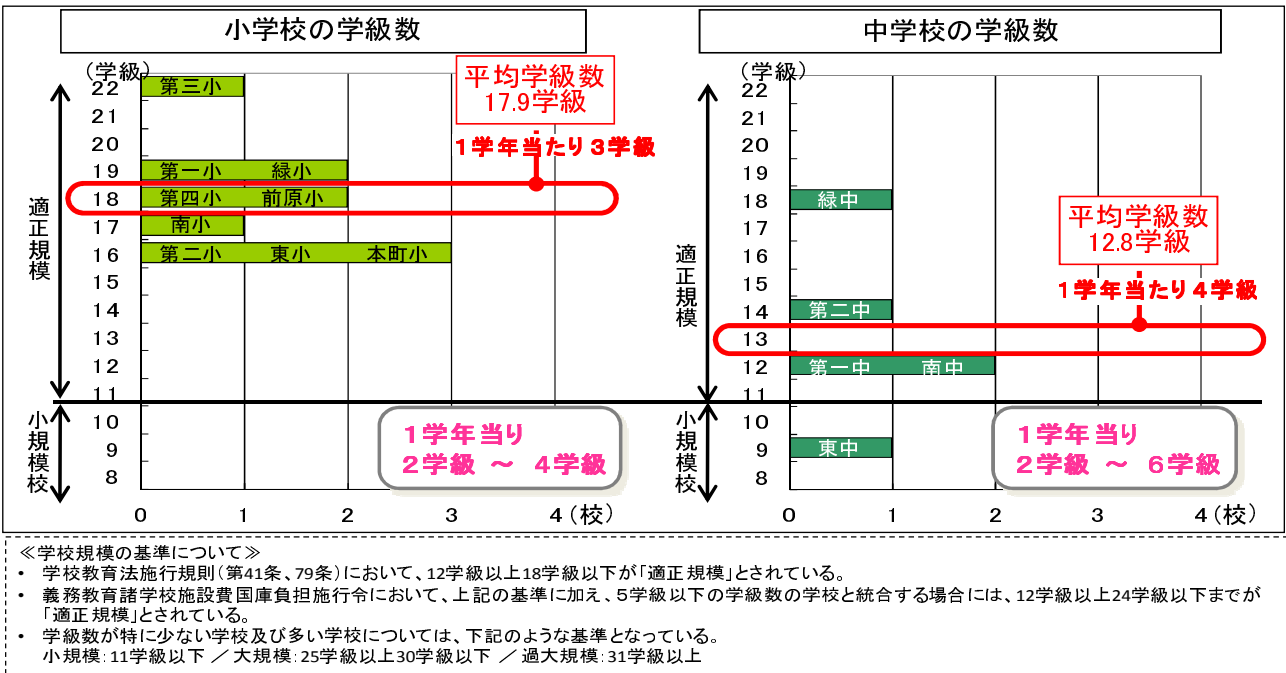 小学校の学級数
(学級)
22
21
20
19
18
17
16
15
14
13
12
11
10
9
8
適正規模
小規模校
第三小
第一小 緑小
第四小 前原小
南小
第二小 東小 本町小
平均学級数
17.9学級
1学年当たり3学級
1学年当り
2学級 ~ 4学級
0 1 2 3 4 (校)
中学校の学級数
(学級)
22
21
20
19
18
17
16
15
14
13
12
11
10
9
8
適正規模
小規模校
緑中
第二中
第一中 南中
東中
平均学級数
12.8学級
1学年当たり4学級
1学年当り
2学級 ~ 6学級
0 1 2 3 4 (校)
≪学校規模の基準について≫
・ 学校教育法施行規則(第41条、79条)において、12学級以上18学級以下が「適正規模」とされている。
・ 義務教育諸学校施設費国庫負担施行令において、上記の基準に加え、5学級以下の学級数の学校と統合する場合には、12学級以上24学級以下までが
「適正規模」とされている。
・ 学級数が特に少ない学校及び多い学校については、下記のような基準となっている。
小規模:11学級以下 / 大規模:25学級以上30学級以下 / 過大規模:31学級以上